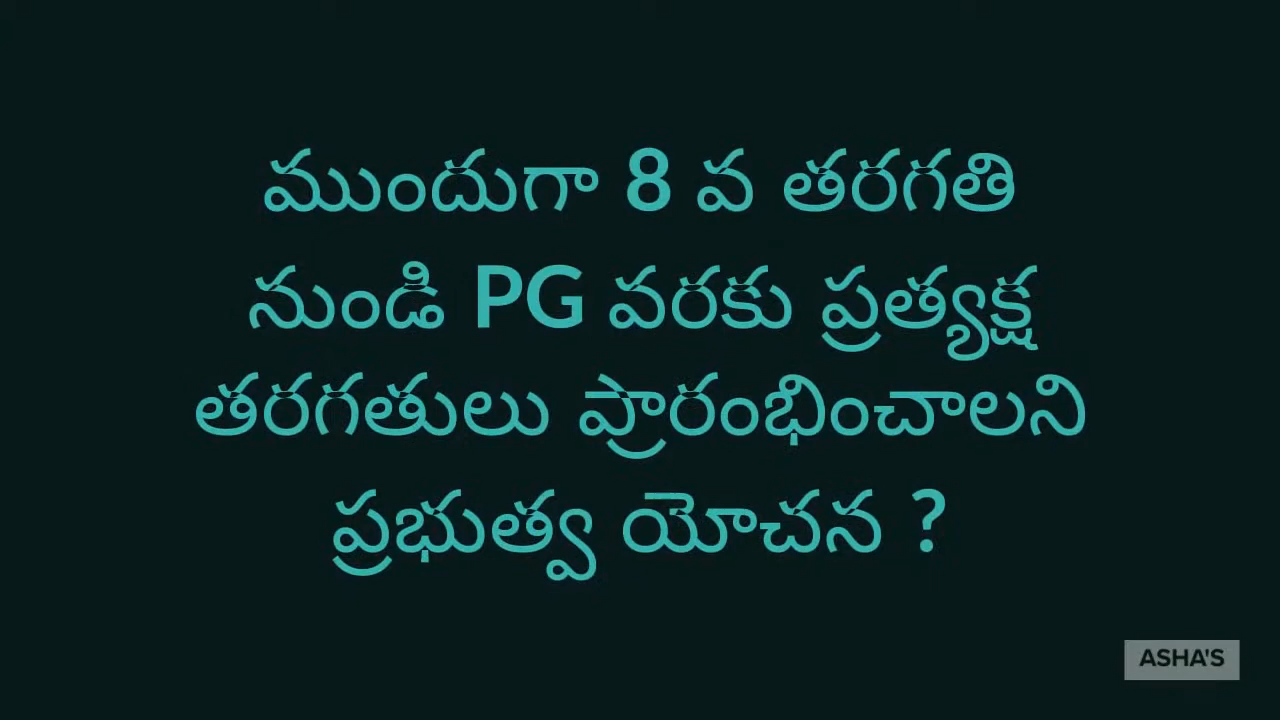 ముందుగా 8 వ తరగతి
నుండి PG వరకు ప్రత్యక్ష
తరగతులు ప్రారంభించాలని
ప్రభుత్వ యోచన ?
ASHA'S